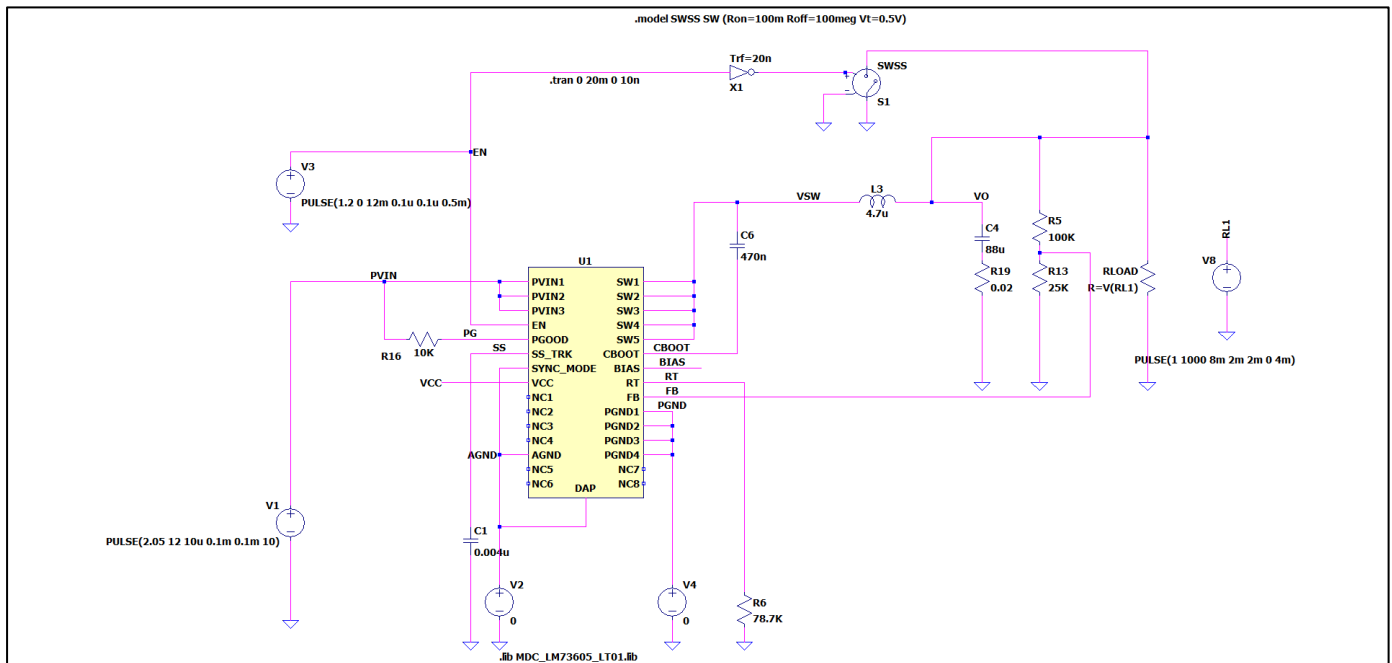 .model SWSS SW (Ron=100m Roff=100meg Vt=0.5V)
Trf=20n
SWSS
.tran 0 20m 0 10n
X1
+
-
S1
EN
V3
+
-
PULSE(1.2 0 12m 0.1u 0.1u 0.5m)
VSW
L3
4.7u
VO
C6
470n
C4
88u
R5
100K
RL1
V8
+
-
R19
0.02
R13
25K
RLOAD
R=V(RL1)
PULSE(1 1000 8m 2m 2m 0 4m)
U1
PVIN
PVIN1
SW1
PVIN2
SW2
PVIN3
SW3
EN
SW4
PG
PGOOD
SW5
R16
10K
SS
SS_TRK
CBOOT
CBOOT
SYNC_MODE
BIAS
BIAS
VCC
VCC
RT
RT
NC1
FB
FB
NC2
PGND1
PGND
NC3
PGND2
NC4
PGND3
AGND
AGND
PGND4
NC5
NC7
NC6
NC8
DAP
V1
+
-
PULSE(2.05 12 10u 0.1m 0.1m 10)
C1
0.004u
V2
+
-
0
V4
+
-
0
R6
78.7K
.lib MDC_LM73605_LT01.lib